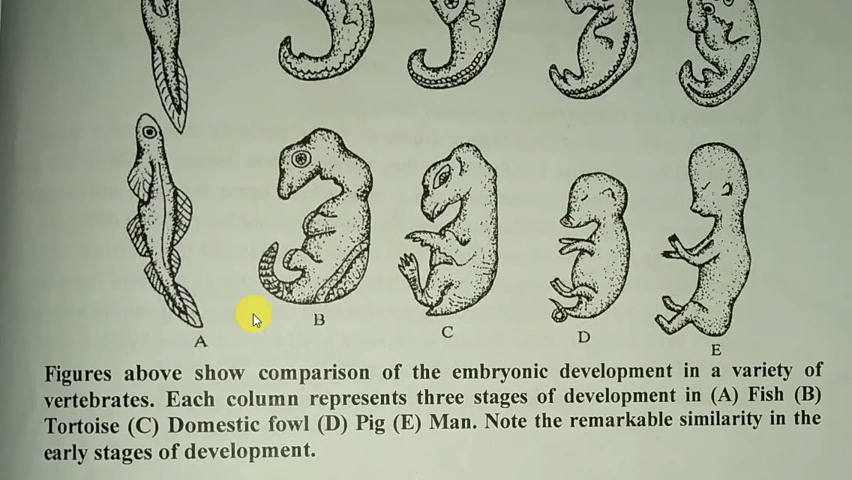 A
B
C
D
E
Figures above show comparison of the embryonic development in a variety of
vertebrates. Each column represents three stages of development in (A) Fish (B)
Tortoise (C) Domestic fowl (D) Pig (E) Man. Note the remarkable similarity in the
early stages of development.